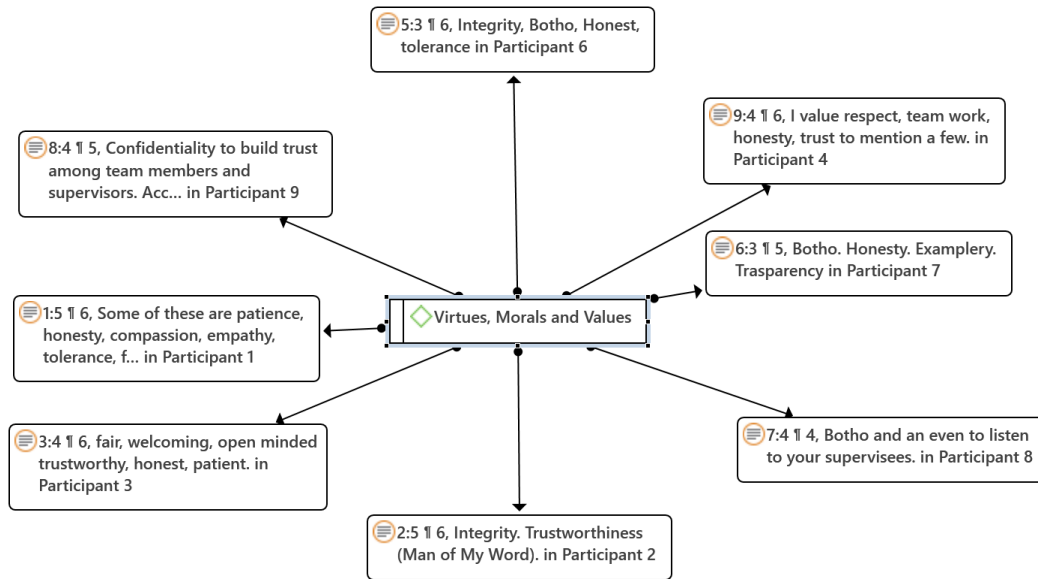 5:3 ¶ 6, Integrity, Botho, Honest,
tolerance in Participant 6
9:4 ¶ 6, I value respect, team work,
honesty, trust to mention a few. in
Participant 4
8:4 ¶ 5, Confidentiality to build trust
among team members and
supervisors. Acc... in Participant 9
6:3 ¶ 5, Botho. Honesty. Examplery.
Trasparency in Participant 7
1:5 ¶ 6, Some of these are patience,
honesty, compassion, empathy,
tolerance, f... in Participant 1
Virtues, Morals and Values
3:4 ¶ 6, fair, welcoming, open minded
trustworthy, honest, patient. in
Participant 3
7:4 ¶ 4, Botho and an even to listen
to your supervisees. in Participant 8
2:5 ¶ 6, Integrity. Trustworthiness
(Man of My Word). in Participant 2